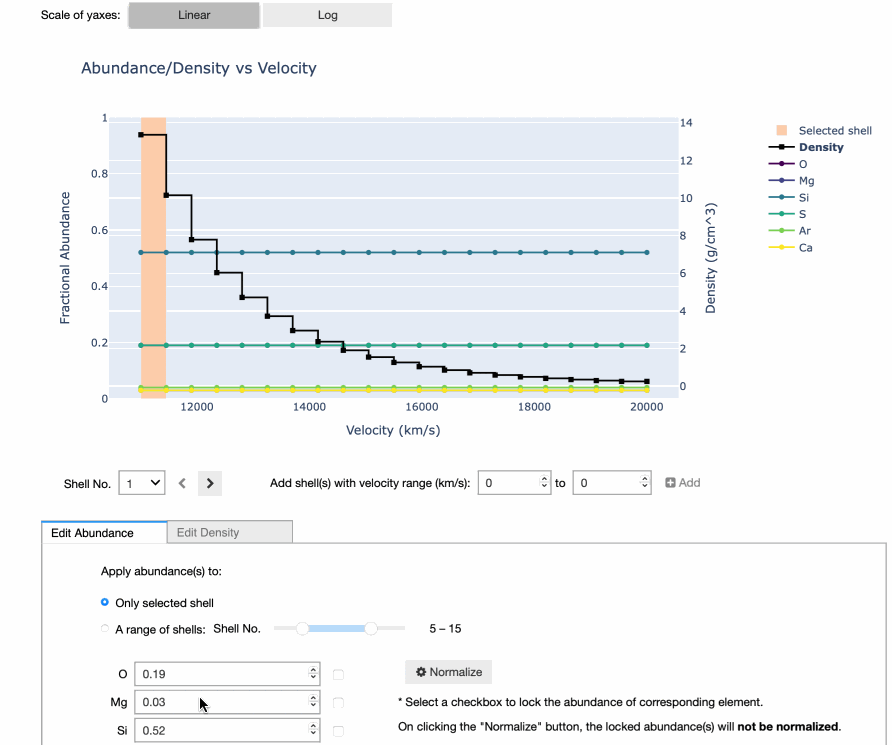 Scale of yaxes: Linear Log
Abundance/Density vs Velocity
1
0.8
0.6
0.4
0.2
0
Fractional Abundance
14
12
10
8
6
4
2
0
Density (g/cm^3)
12000 14000 16000 18000 20000
Velocity (km/s)
Selected shell
Density
O
Mg
Si
S
Ar
Ca
Shell No. 1 Add shell(s) with velocity range (km/s): 0 to 0 Add
Edit Abundance Edit Density
Apply abundance(s) to:
Only selected shell
A range of shells: Shell No. 5 – 15
O 0.19 Normalize
Mg 0.03 * Select a checkbox to lock the abundance of corresponding element.
Si 0.52 On clicking the "Normalize" button, the locked abundance(s) will not be normalized.